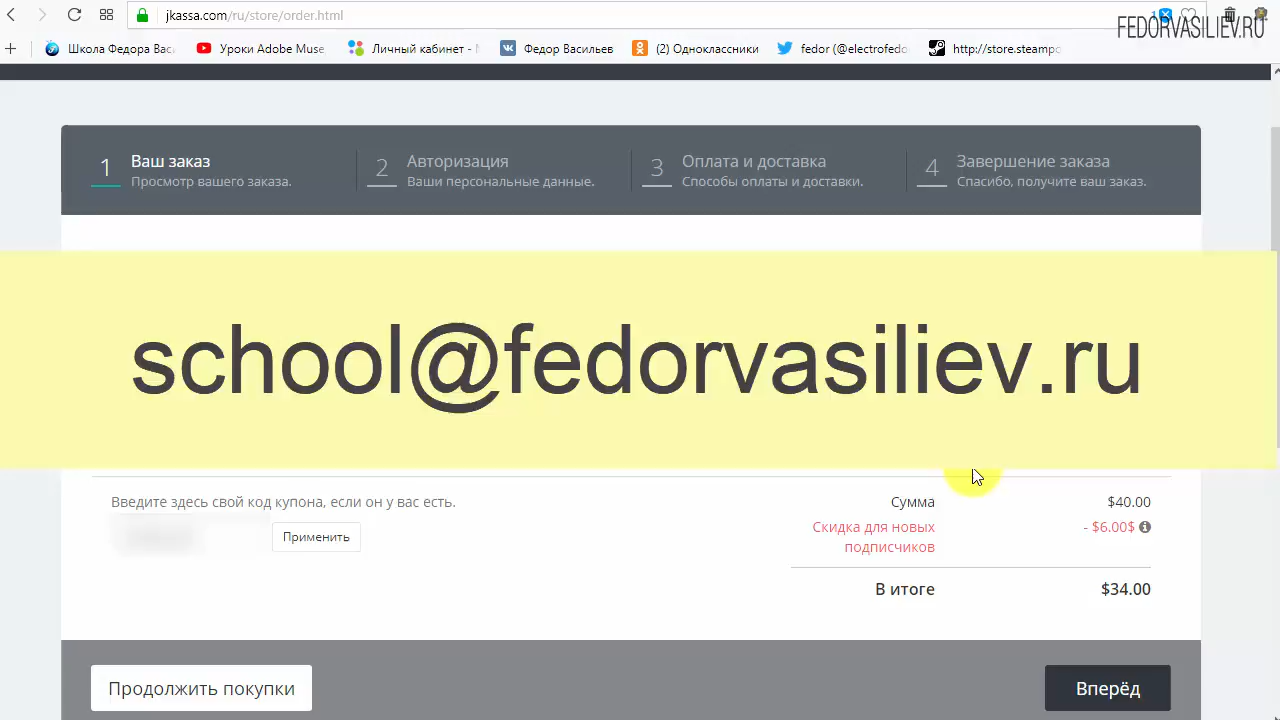 jkassa.com/ru/store/order.html
FEDORVASILIEV.RU
Школа Федора Вас
Уроки Adobe Muse
Личный кабинет -
Федор Васильев
(2) Одноклассники
fedor (@electrofedo
http://store.steamp
1 Ваш заказ
Просмотр вашего заказа.
2 Авторизация
Ваши персональные данные.
3 Оплата и доставка
Способы оплаты и доставки.
4 Завершение заказа
Спасибо, получите ваш заказ.
school@fedorvasiliev.ru
Введите здесь свой код купона, если он у вас есть.
Применить
Сумма $40.00
Скидка для новых - $6.00$
подписчиков
В итоге $34.00
Продолжить покупки
Вперёд